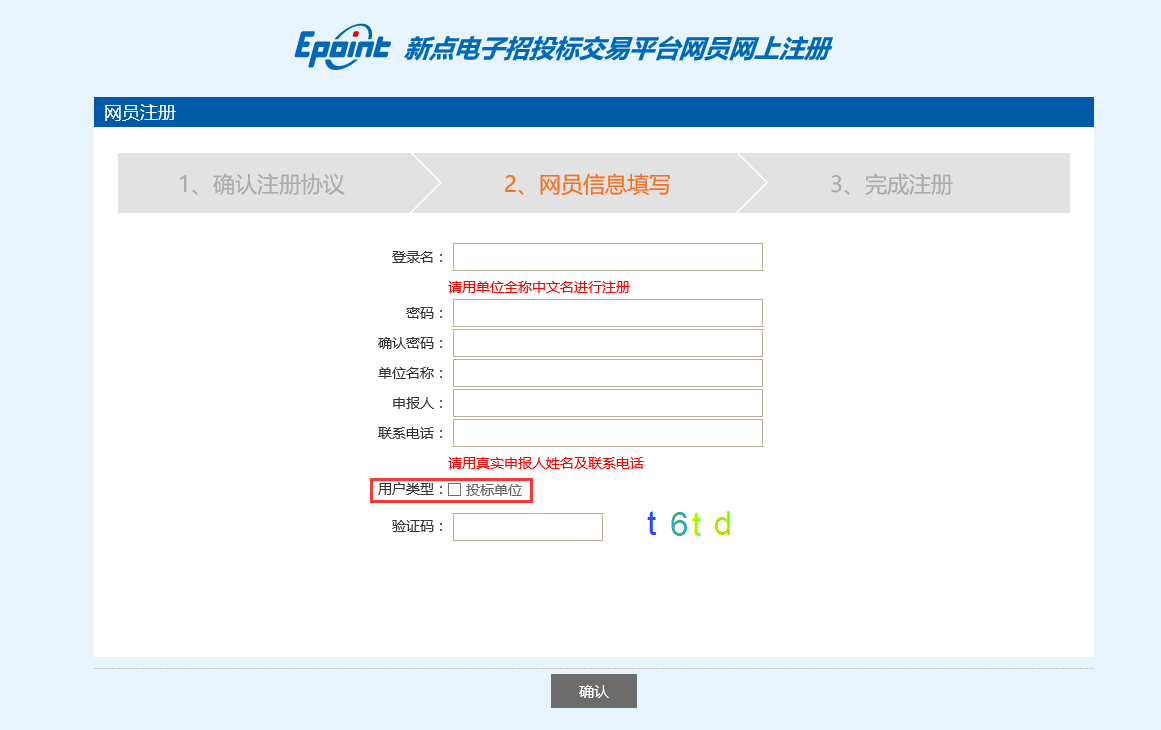 Epoint 新点电子招投标交易平台网员网上注册
网员注册
1、确认注册协议 2、网员信息填写 3、完成注册
登录名：
请用单位全称中文名进行注册
密码：
确认密码：
单位名称：
申报人：
联系电话：
请用真实申报人姓名及联系电话
用户类型： 投标单位
验证码： t6td
确认